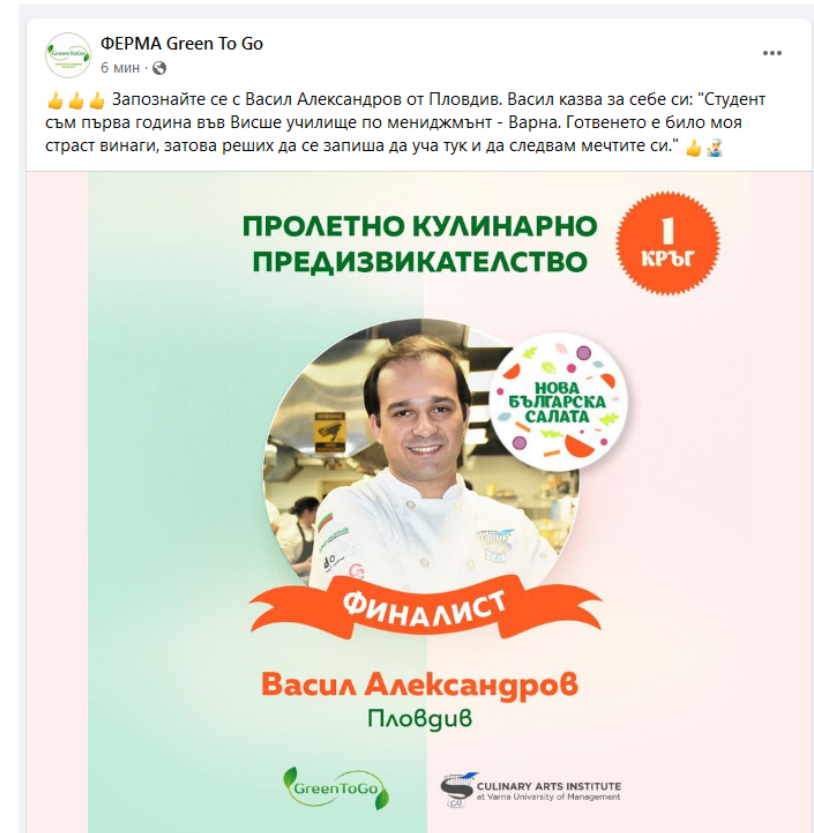 ФЕРМА Green To Go
6 мин ·
Запознайте се с Васил Александров от Пловдив. Васил казва за себе си: "Студент
съм първа година във Висше училище по мениджмънт - Варна. Готвенето е било моя
страст винаги, затова реших да се запиша да уча тук и да следвам мечтите си."
ПРОЛЕТНО КУЛИНАРНО
ПРЕДИЗВИКАТЕЛСТВО
1
КРЪГ
НОВА
БЪЛГАРСКА
САЛАТА
ФИНАЛИСТ
Васил Александров
Пловдив
GreenToGo
CULINARY ARTS INSTITUTE
at Varna University of Management
CAI